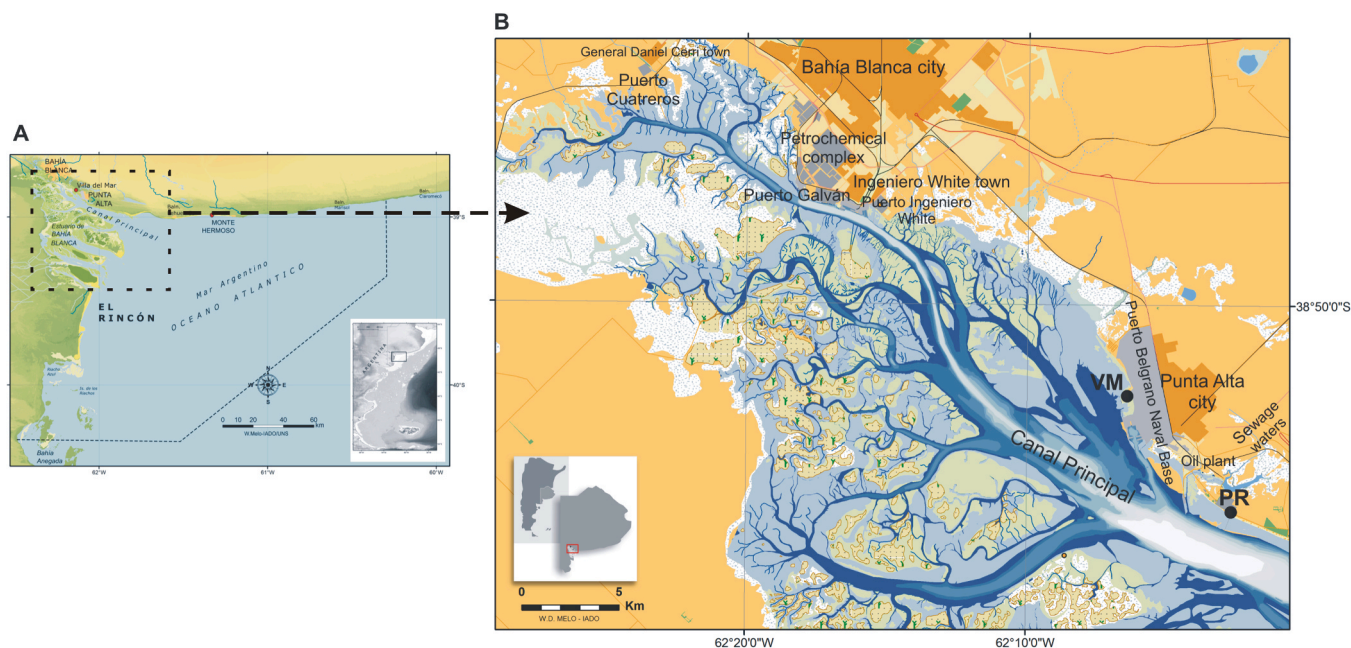 A
BAHÍA
BLANCA
Villa del Mar
PUNTA
ALTA
Canal Principal
Estuario de
BAHÍA
BLANCA
MONTE
HERMOSO
Mar Argentino
OCEANO ATLANTICO
EL
RINCÓN
N
W
E
S
0 10 20 30 40 60
km
W.Melo-IADO/UNS
Bahía
Anegada
39°S
40°S
62°W
61°W
60°W
B
General Daniel Cerri town
Puerto
Cuatreros
Bahía Blanca city
Petrochemical
complex
Ingeniero White town
Puerto Galván
Puerto Ingeniero
White
38°50'0"S
Puerto Belgrano Naval Base
VM
Punta Alta
city
Sewage
waters
Canal Principal
Oil plant
PR
0 5
Km
W.D. MELO - IADO
62°20'0"W
62°10'0"W